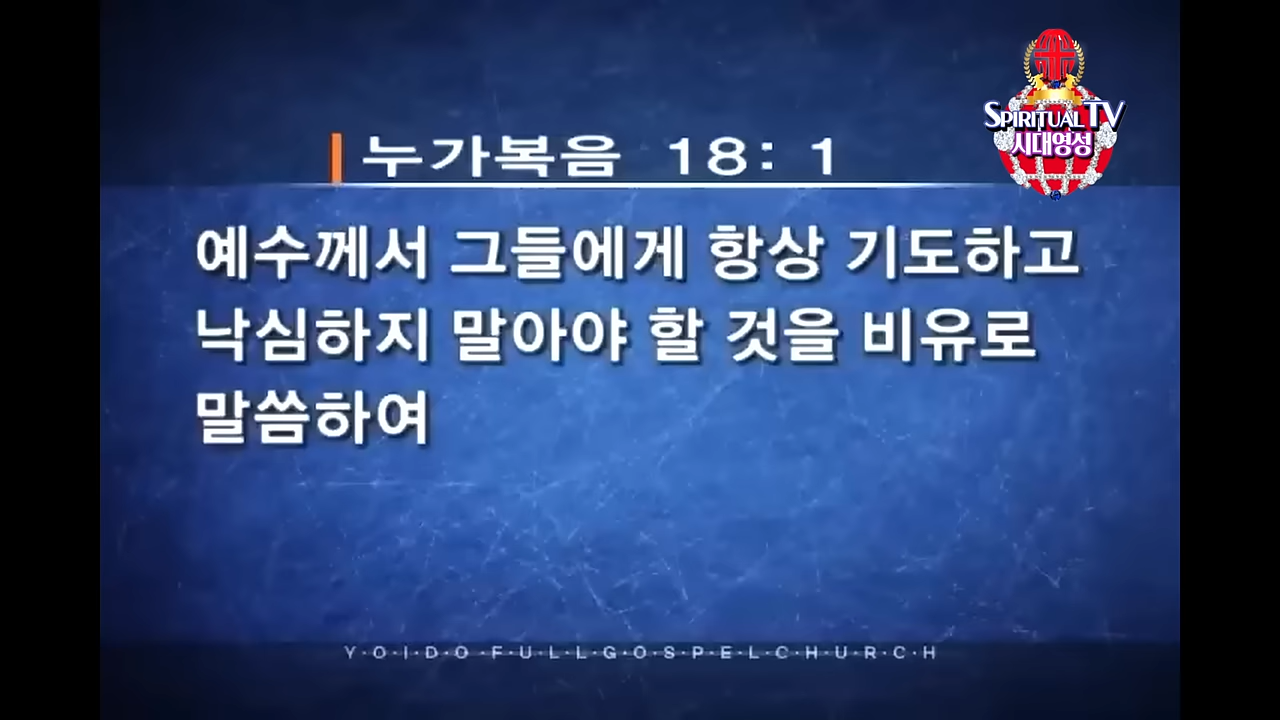 SPIRITUAL TV
시대영성
누가복음 18: 1
예수께서 그들에게 항상 기도하고
낙심하지 말아야 할 것을 비유로
말씀하여
Y·O·I·D·O·F·U·L·L·G·O·S·P·E·L·C·H·U·R·C·H